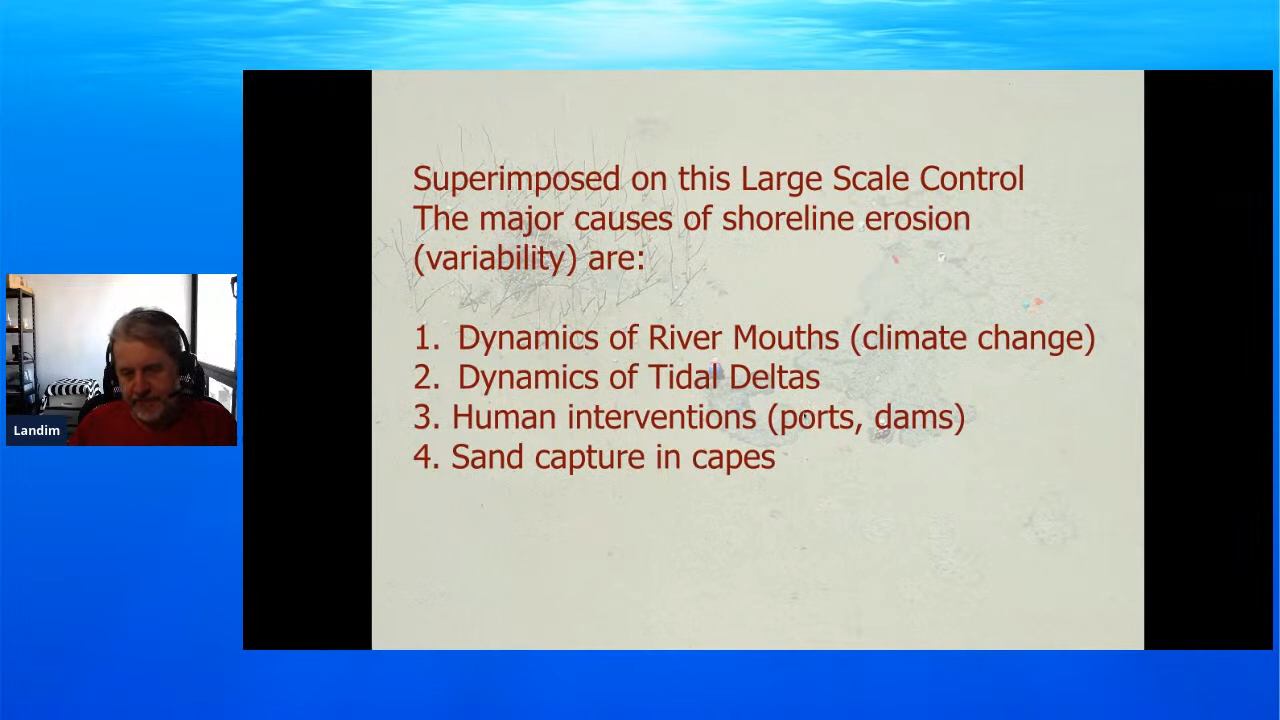 Superimposed on this Large Scale Control
The major causes of shoreline erosion
(variability) are:
1. Dynamics of River Mouths (climate change)
2. Dynamics of Tidal Deltas
3. Human interventions (ports, dams)
4. Sand capture in capes
Landim